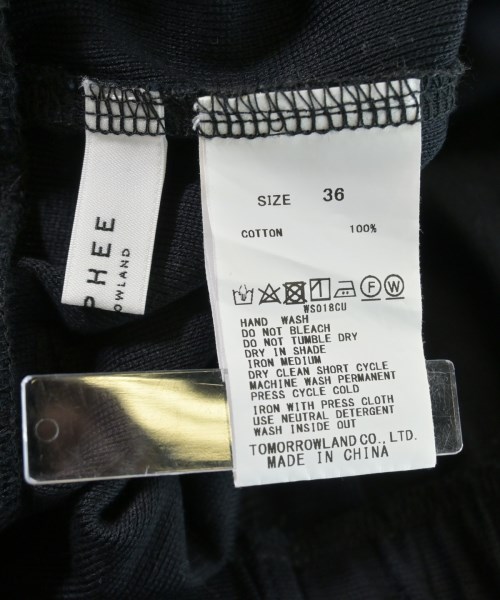 PHEE
OWLAND
SIZE 36
COTTON 100%
F W
WS018CU
HAND WASH
DO NOT BLEACH
DO NOT TUMBLE DRY
DRY IN SHADE
IRON MEDIUM
DRY CLEAN SHORT CYCLE
MACHINE WASH PERMANENT
PRESS CYCLE COLD
IRON WITH PRESS CLOTH
USE NEUTRAL DETERGENT
WASH INSIDE OUT
TOMORROWLAND CO., LTD.
MADE IN CHINA